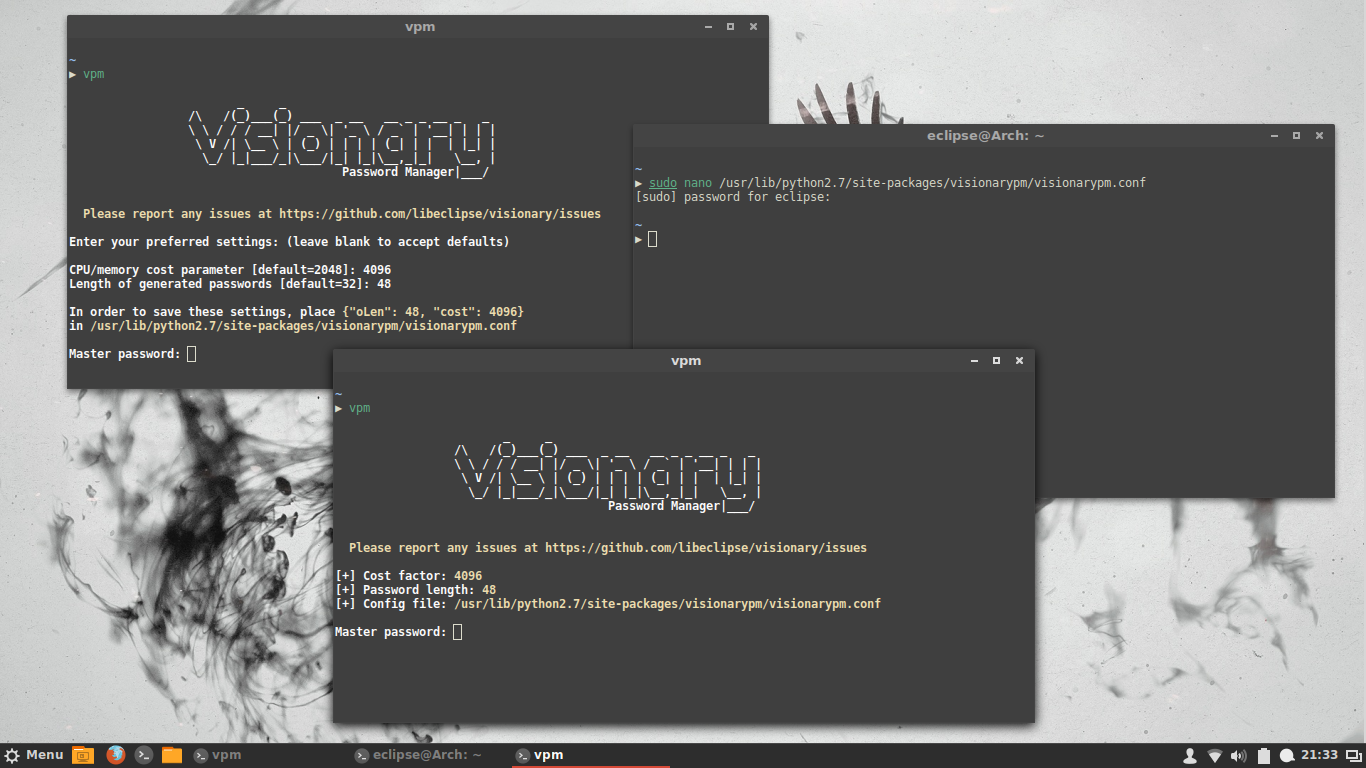 vpm
~
▶ vpm
Visionary
Password Manager
Please report any issues at https://github.com/libeclipse/visionary/issues
Enter your preferred settings: (leave blank to accept defaults)
CPU/memory cost parameter [default=2048]: 4096
Length of generated passwords [default=32]: 48
In order to save these settings, place {"oLen": 48, "cost": 4096}
in /usr/lib/python2.7/site-packages/visionarypm/visionarypm.conf
Master password:
eclipse@Arch: ~
~
▶ sudo nano /usr/lib/python2.7/site-packages/visionarypm/visionarypm.conf
[sudo] password for eclipse:
~
▶
vpm
~
▶ vpm
Visionary
Password Manager
Please report any issues at https://github.com/libeclipse/visionary/issues
[+] Cost factor: 4096
[+] Password length: 48
[+] Config file: /usr/lib/python2.7/site-packages/visionarypm/visionarypm.conf
Master password:
Menu vpm eclipse@Arch: ~ vpm 21:33